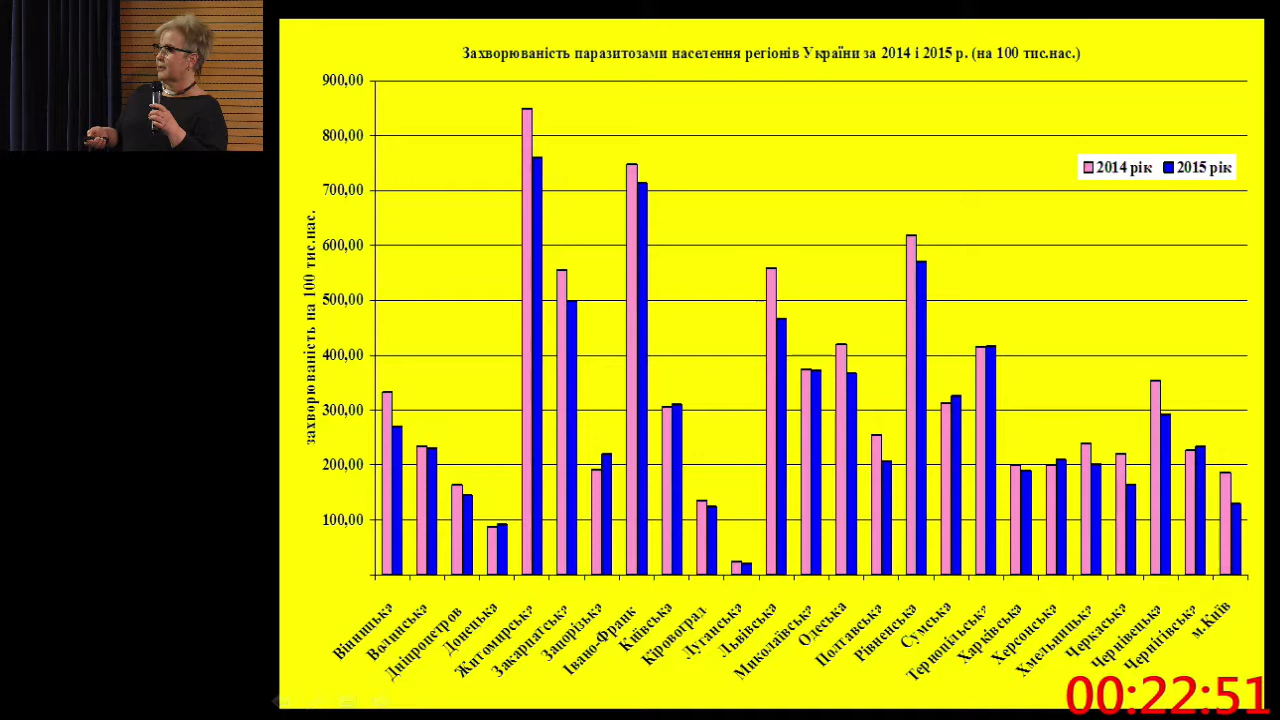 Захворюваність паразитозами населення регіонів України за 2014 і 2015 р. (на 100 тис.нас.)
900,00
800,00
700,00
600,00
500,00
400,00
300,00
200,00
100,00
захворюваність на 100 тис.нас.
2014 рік
2015 рік
Вінницька
Волинська
Дніпропетров
Донецька
Житомирська
Закарпатська
Запорізька
Івано-Франк
Київська
Кіровоград
Луганська
Львівська
Миколаївська
Одеська
Полтавська
Рівненська
Сумська
Тернопільська
Харківська
Херсонська
Хмельницька
Черкаська
Чернівецька
Чернігівська
м.Київ
00:22:51